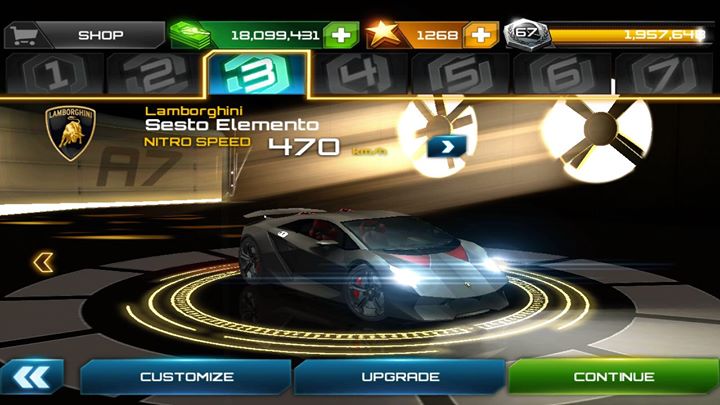 SHOP
18,099,431
1268
67
1,957,648
1 2 3 4 5 6 7
LAMBORGHINI
Lamborghini
Sesto Elemento
NITRO SPEED 470 km/h
A7
CUSTOMIZE
UPGRADE
CONTINUE